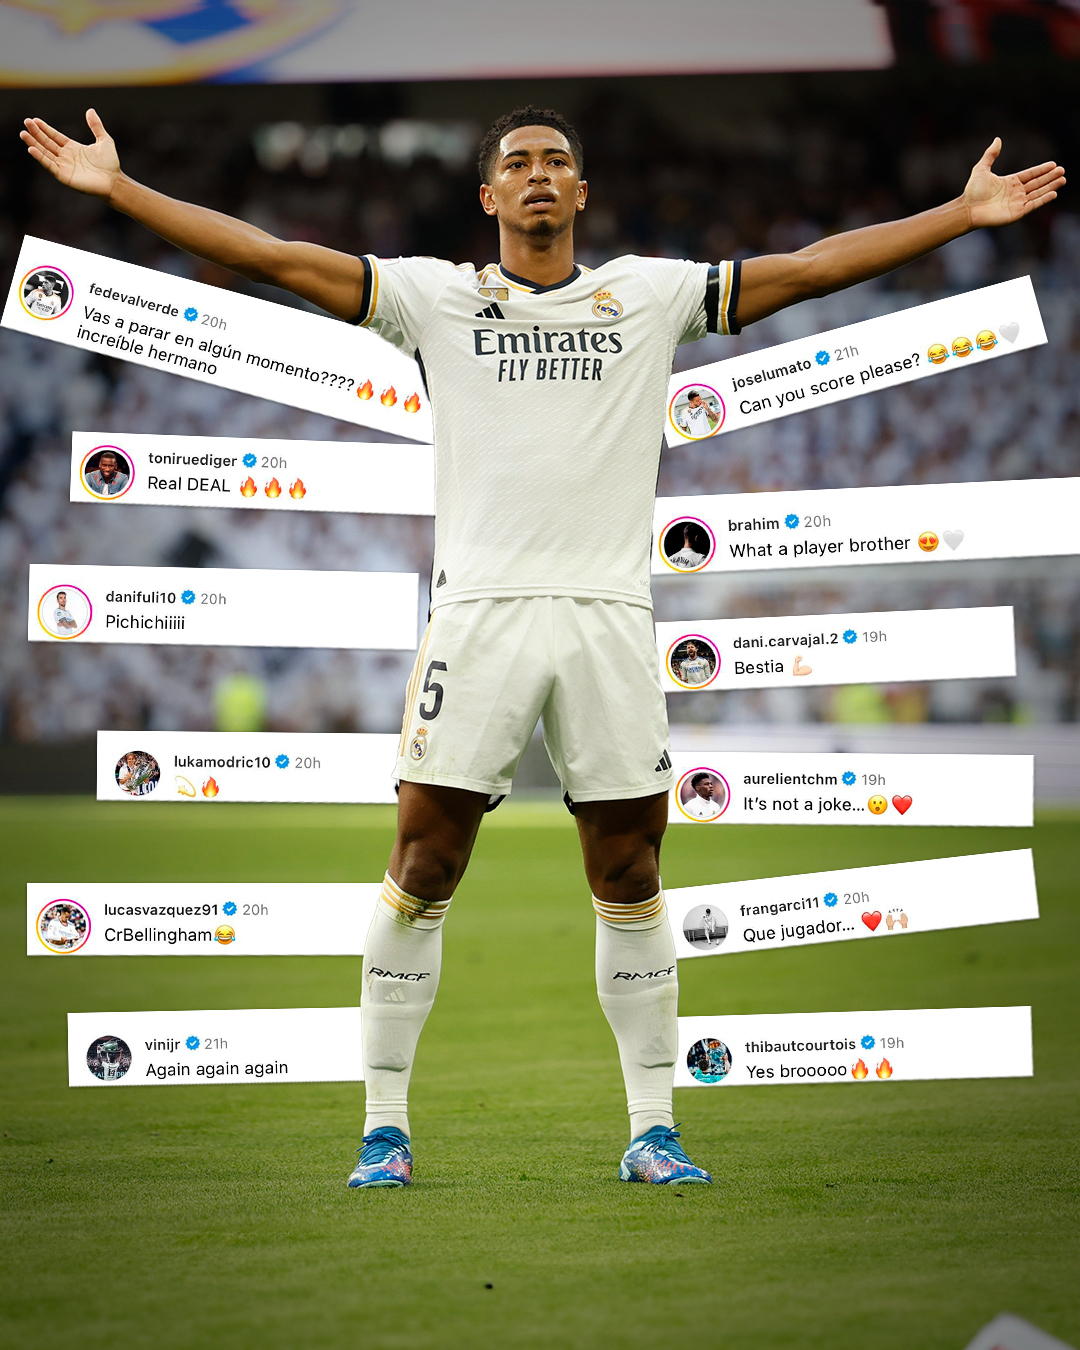 Emirates
FLY BETTER
5
RMCF
RMCF
fedevalverde 20h
Vas a parar en algún momento????🔥🔥🔥
increíble hermano
toniruediger 20h
Real DEAL 🔥🔥🔥
danifuli10 20h
Pichichiiiii
lukamodric10 20h
💫🔥
lucasvazquez91 20h
CrBellingham😂
vinijr 21h
Again again again
joselumato 21h
Can you score please? 😂😂😂🤍
brahim 20h
What a player brother 😍🤍
dani.carvajal.2 19h
Bestia 💪🏻
aurelientchm 19h
It's not a joke...😮❤️
frangarci11 20h
Que jugador... ❤️🙌🏻
thibautcourtois 19h
Yes brooooo🔥🔥